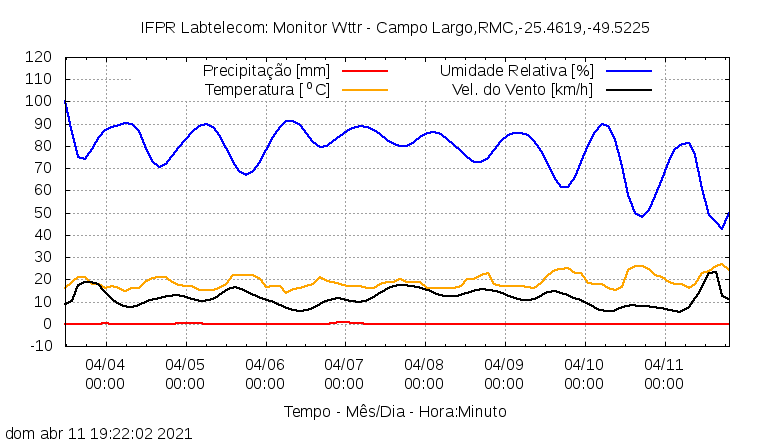 IFPR Labtelecom: Monitor Wttr - Campo Largo,RMC,-25.4619,-49.5225
Precipitação [mm] Umidade Relativa [%]
Temperatura [ ⁰C] Vel. do Vento [km/h]
120
110
100
90
80
70
60
50
40
30
20
10
0
-10
04/04 04/05 04/06 04/07 04/08 04/09 04/10 04/11
00:00 00:00 00:00 00:00 00:00 00:00 00:00 00:00
Tempo - Mês/Dia - Hora:Minuto
dom abr 11 19:22:02 2021